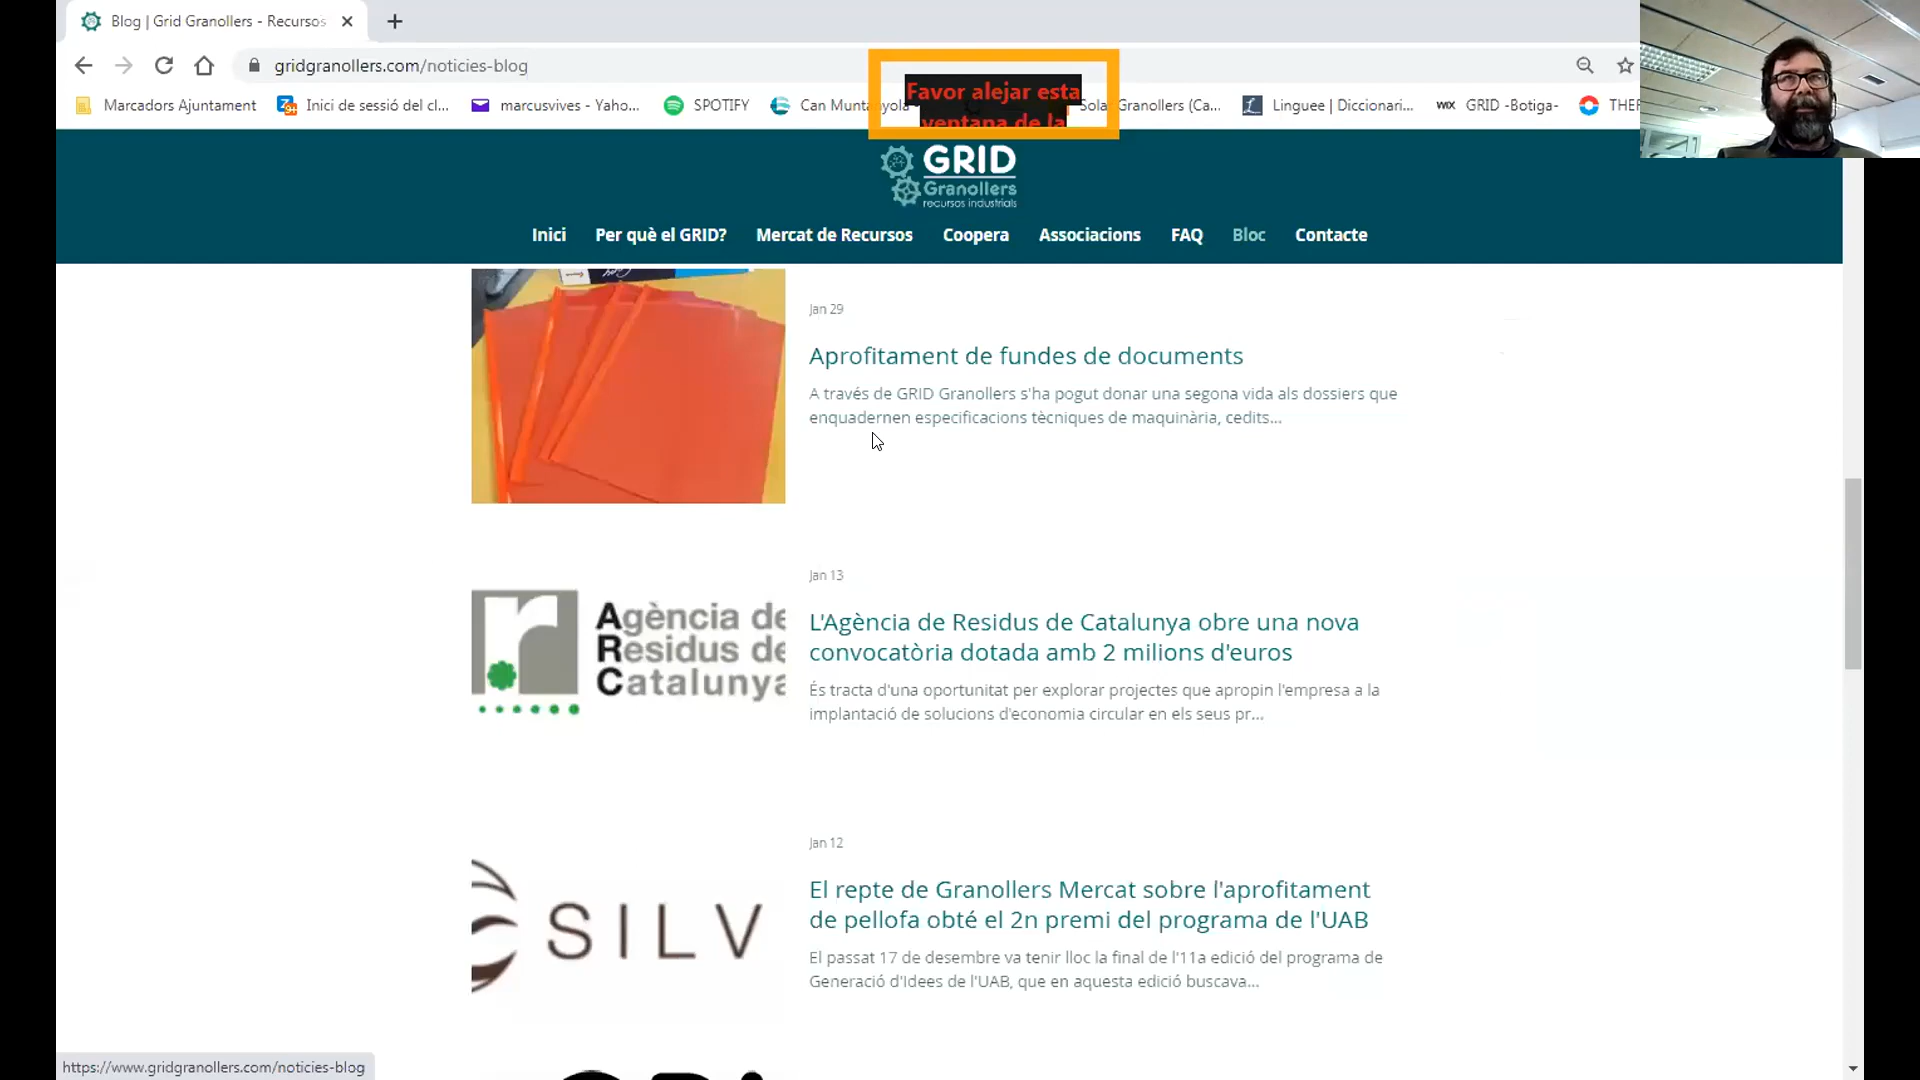 Blog | Grid Granollers - Recursos
gridgranollers.com/noticies-blog
Marcadors Ajuntament
Inici de sessió del cl...
marcusvives - Yaho...
SPOTIFY
Can Muntanyola
Solar Granollers (Ca...
Linguee | Diccionari...
WIX GRID -Botiga-
Favor alejar esta
ventana de la
GRID
Granollers
recursos industrials
Inici Per què el GRID? Mercat de Recursos Coopera Associacions FAQ Bloc Contacte
Jan 29
Aprofitament de fundes de documents
A través de GRID Granollers s'ha pogut donar una segona vida als dossiers que
enquadernen especificacions tècniques de maquinària, cedits...
Agència de
Residus de
Catalunya
Jan 13
L'Agència de Residus de Catalunya obre una nova
convocatòria dotada amb 2 milions d'euros
És tracta d'una oportunitat per explorar projectes que apropin l'empresa a la
implantació de solucions d'economia circular en els seus pr...
SILV
Jan 12
El repte de Granollers Mercat sobre l'aprofitament
de pellofa obté el 2n premi del programa de l'UAB
El passat 17 de desembre va tenir lloc la final de l'11a edició del programa de
Generació d'Idees de l'UAB, que en aquesta edició buscava...
https://www.gridgranollers.com/noticies-blog